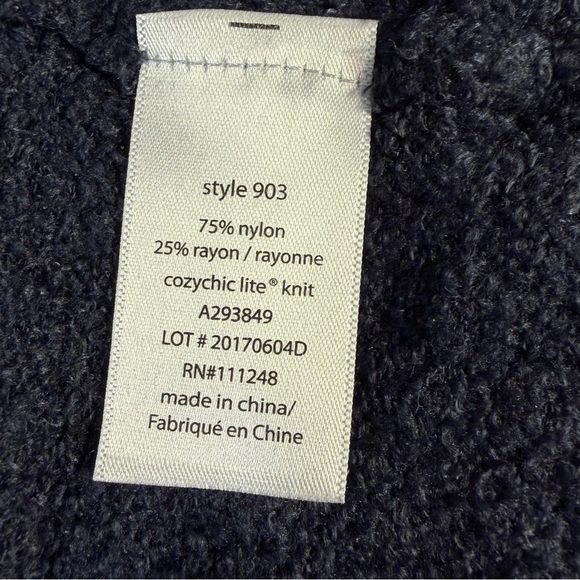 style 903
75% nylon
25% rayon / rayonne
cozychic lite® knit
A293849
LOT # 20170604D
RN#111248
made in china/
Fabriqué en Chine